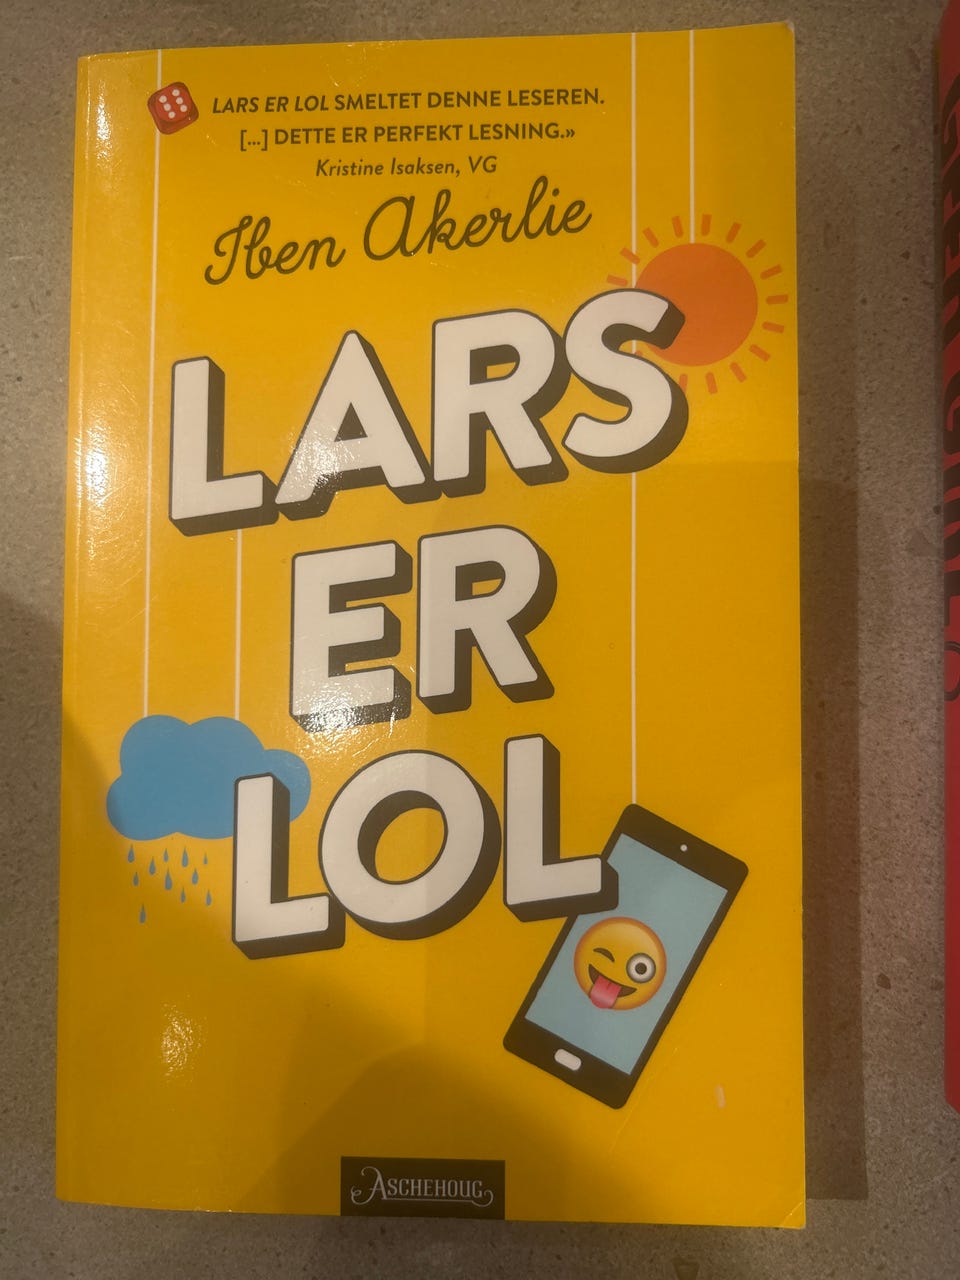 LARS ER LOL SMELTET DENNE LESEREN.
[...] DETTE ER PERFEKT LESNING.»
Kristine Isaksen, VG
Iben Akerlie
LARS
ER
LOL
ASCHEHOUG